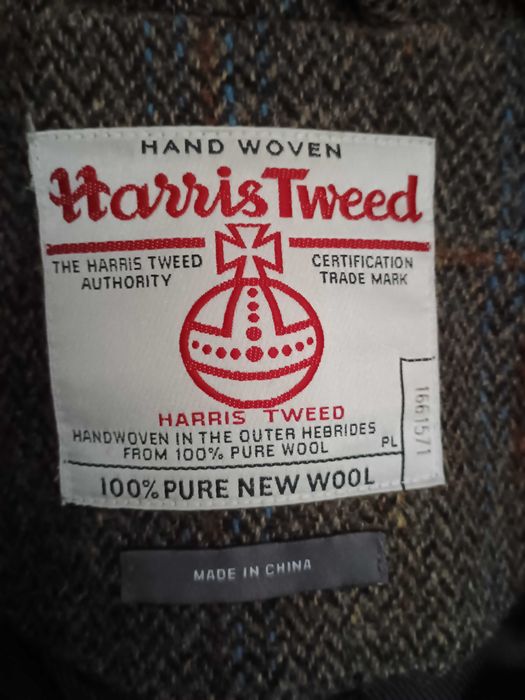 HAND WOVEN
Harris Tweed
THE HARRIS TWEED
AUTHORITY
CERTIFICATION
TRADE MARK
HARRIS TWEED
HANDWOVEN IN THE OUTER HEBRIDES
FROM 100% PURE WOOL
PL
1661571
100% PURE NEW WOOL
MADE IN CHINA